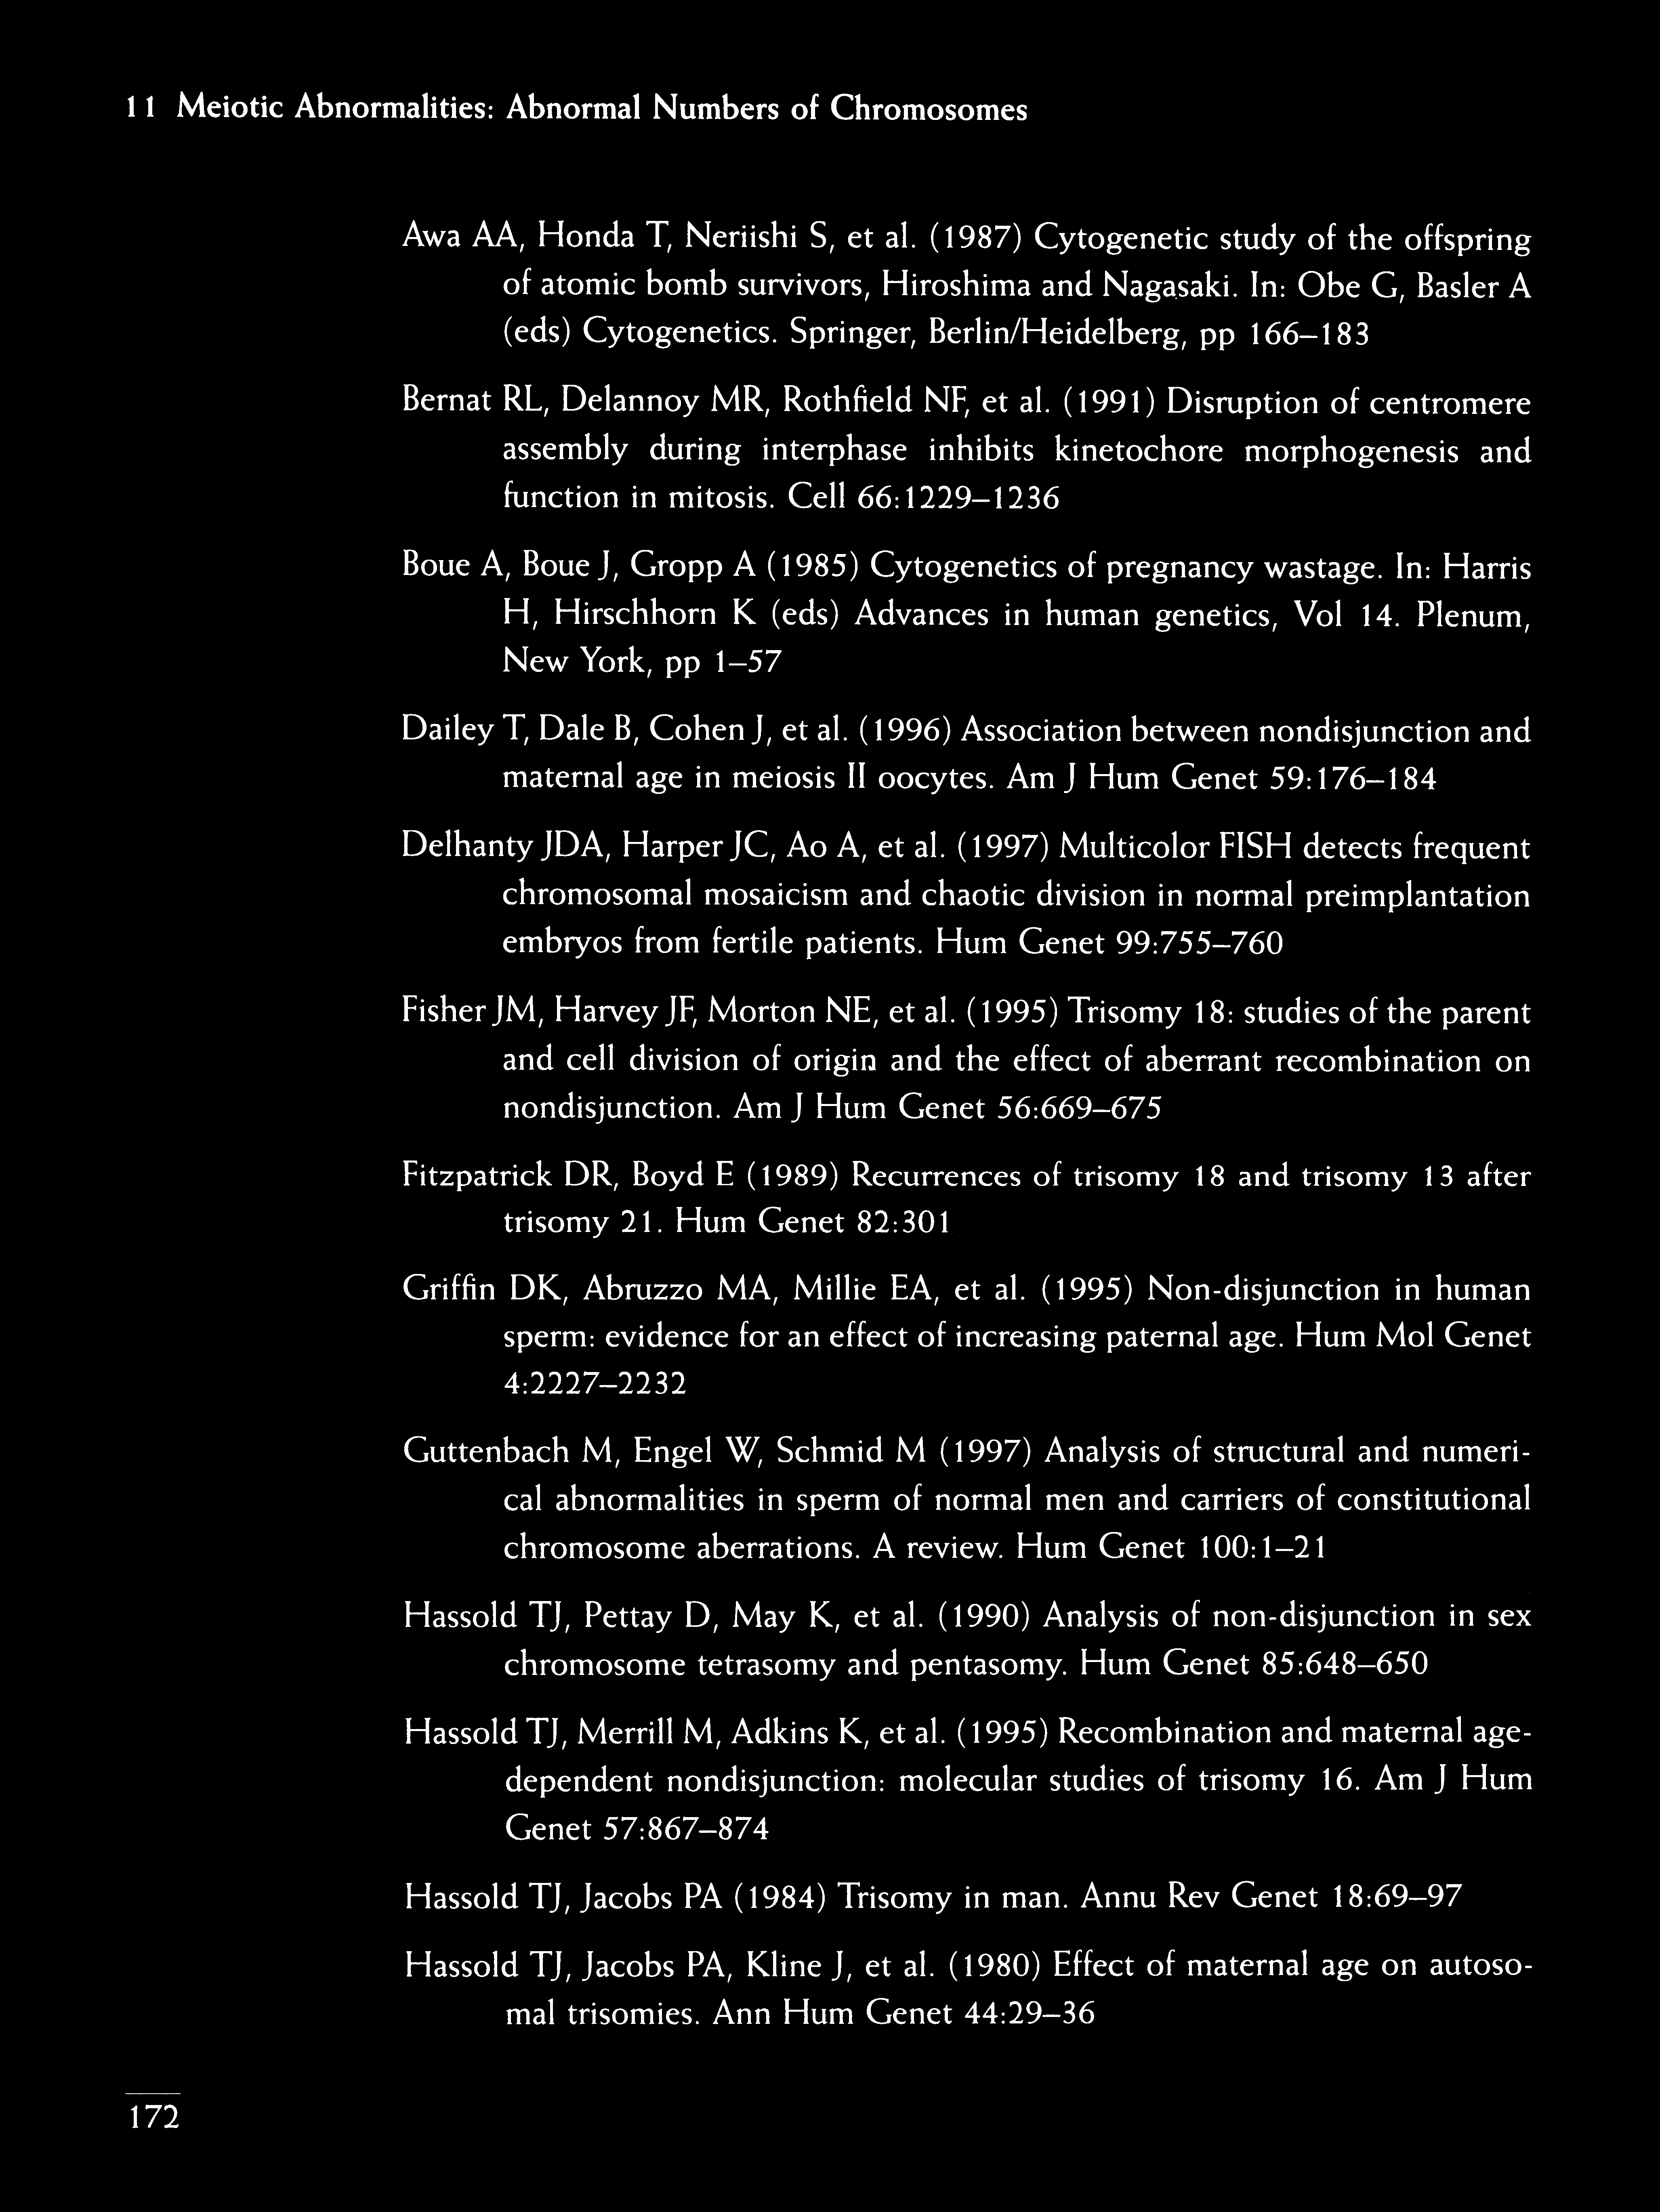 11 Meiotic Abnormalities: Abnormal Numbers of Chromosomes
Awa AA, Honda T, Neriishi S, et al. (1987) Cytogenetic study of the offspring
of atomic bomb survivors, Hiroshima and Nagasaki. In: Obe G, Basler A
(eds) Cytogenetics. Springer, Berlin/Heidelberg, pp 166–183
Bernat RL, Delannoy MR, Rothfield NF, et al. (1991) Disruption of centromere
assembly during interphase inhibits kinetochore morphogenesis and
function in mitosis. Cell 66:1229–1236
Boue A, Boue J, Gropp A (1985) Cytogenetics of pregnancy wastage. In: Harris
H, Hirschhorn K (eds) Advances in human genetics, Vol 14. Plenum,
New York, pp 1–57
Dailey T, Dale B, Cohen J, et al. (1996) Association between nondisjunction and
maternal age in meiosis II oocytes. Am J Hum Genet 59:176–184
Delhanty JDA, Harper JC, Ao A, et al. (1997) Multicolor FISH detects frequent
chromosomal mosaicism and chaotic division in normal preimplantation
embryos from fertile patients. Hum Genet 99:755–760
Fisher JM, Harvey JF, Morton NE, et al. (1995) Trisomy 18: studies of the parent
and cell division of origin and the effect of aberrant recombination on
nondisjunction. Am J Hum Genet 56:669–675
Fitzpatrick DR, Boyd E (1989) Recurrences of trisomy 18 and trisomy 13 after
trisomy 21. Hum Genet 82:301
Griffin DK, Abruzzo MA, Millie EA, et al. (1995) Non-disjunction in human
sperm: evidence for an effect of increasing paternal age. Hum Mol Genet
4:2227–2232
Guttenbach M, Engel W, Schmid M (1997) Analysis of structural and numeri-
cal abnormalities in sperm of normal men and carriers of constitutional
chromosome aberrations. A review. Hum Genet 100:1–21
Hassold TJ, Pettay D, May K, et al. (1990) Analysis of non-disjunction in sex
chromosome tetrasomy and pentasomy. Hum Genet 85:648–650
Hassold TJ, Merrill M, Adkins K, et al. (1995) Recombination and maternal age-
dependent nondisjunction: molecular studies of trisomy 16. Am J Hum
Genet 57:867–874
Hassold TJ, Jacobs PA (1984) Trisomy in man. Annu Rev Genet 18:69–97
Hassold TJ, Jacobs PA, Kline J, et al. (1980) Effect of maternal age on autoso-
mal trisomies. Ann Hum Genet 44:29–36
172